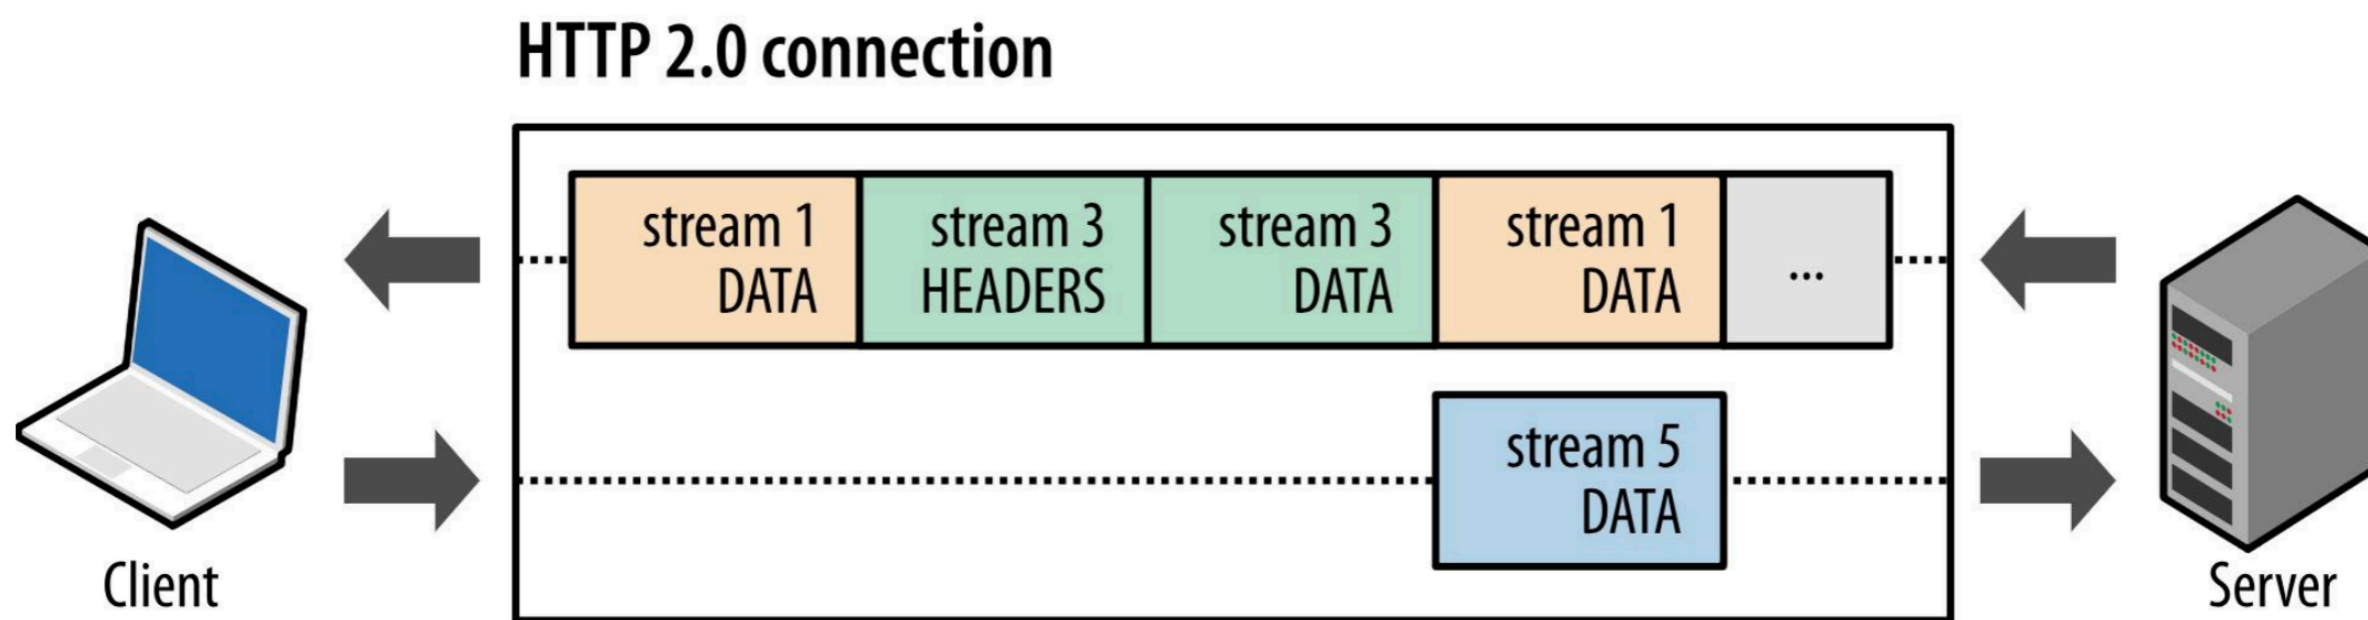 HTTP 2.0 connection
stream 1
DATA
stream 3
HEADERS
stream 3
DATA
stream 1
DATA
...
stream 5
DATA
Client
Server